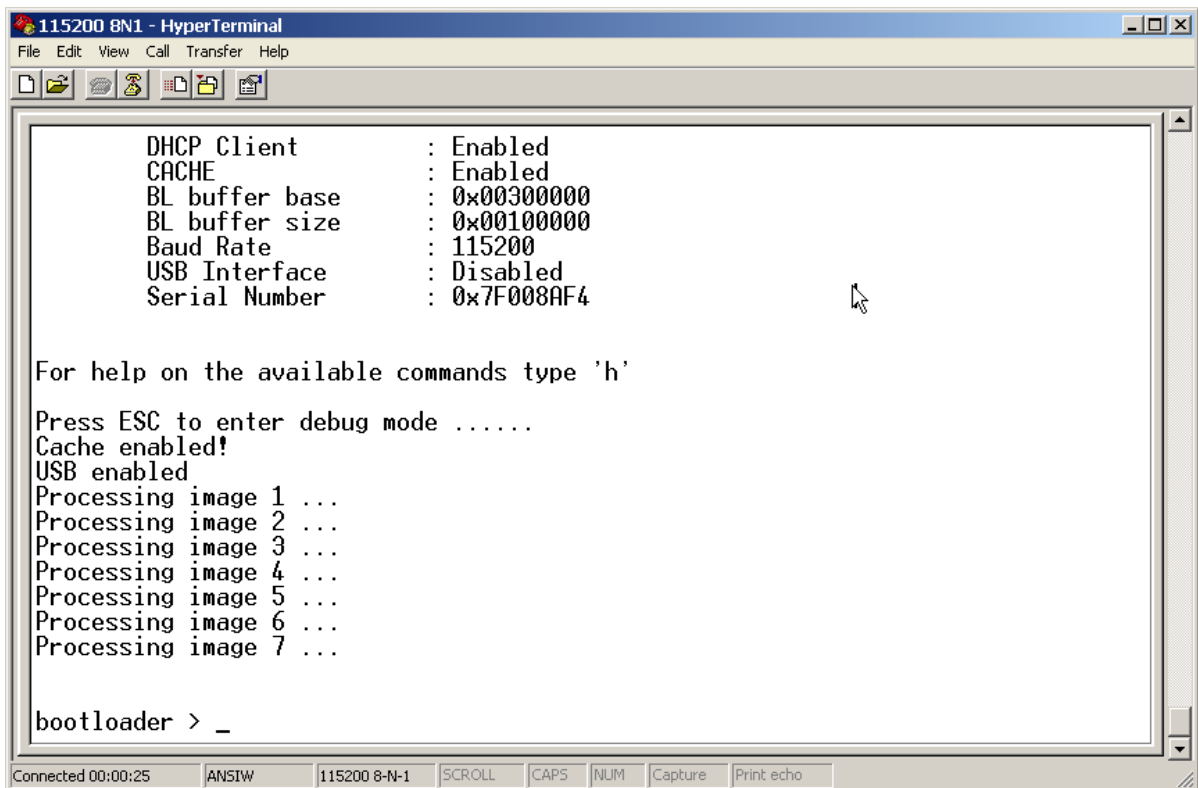 115200 8N1 - HyperTerminal
File Edit View Call Transfer Help
DHCP Client : Enabled
CACHE : Enabled
BL buffer base : 0x00300000
BL buffer size : 0x00100000
Baud Rate : 115200
USB Interface : Disabled
Serial Number : 0x7F008AF4
For help on the available commands type 'h'
Press ESC to enter debug mode ......
Cache enabled!
USB enabled
Processing image 1 ...
Processing image 2 ...
Processing image 3 ...
Processing image 4 ...
Processing image 5 ...
Processing image 6 ...
Processing image 7 ...
bootloader > _
Connected 00:00:25 ANSIW 115200 8-N-1 SCROLL CAPS NUM Capture Print echo